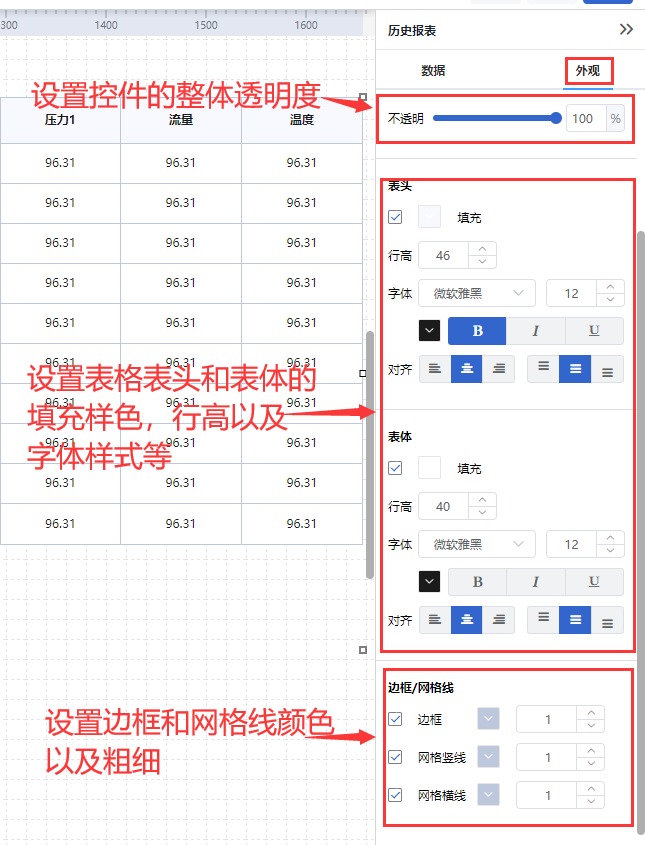 300 1400 1500 1600
历史报表
数据 外观
设置控件的整体透明度
不透明 100 %
压力1 流量 温度
96.31 96.31 96.31
96.31 96.31 96.31
96.31 96.31 96.31
96.31 96.31 96.31
96.31 96.31 96.31
96.31 96.31 96.31
96.31 96.31 96.31
96.31 96.31 96.31
96.31 96.31 96.31
96.31 96.31 96.31
设置表格表头和表体的
填充样色，行高以及
字体样式等
表头
填充
行高 46
字体 微软雅黑 12
B I U
对齐
表体
填充
行高 40
字体 微软雅黑 12
B I U
对齐
设置边框和网格线颜色
以及粗细
边框/网格线
边框 1
网格竖线 1
网格横线 1